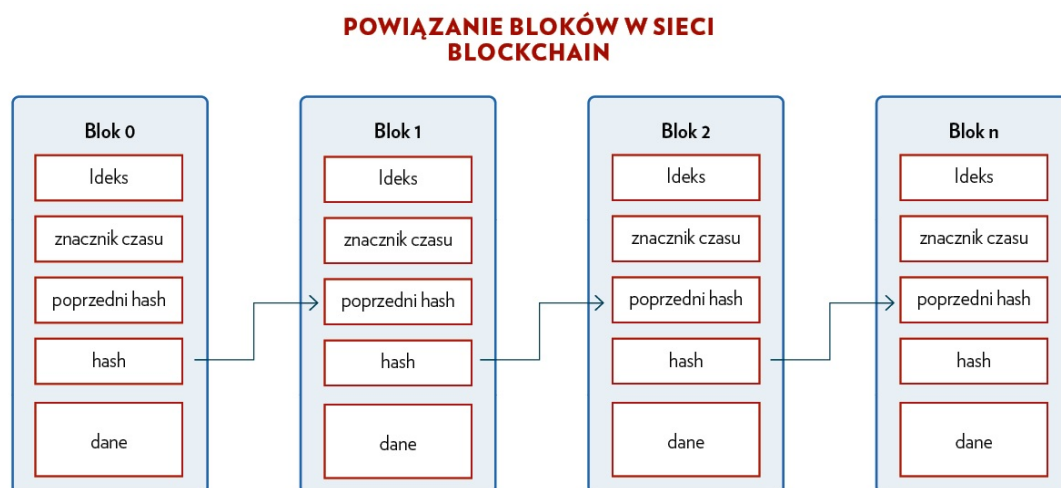 POWIĄZANIE BLOKÓW W SIECI
BLOCKCHAIN
Blok 0
Ideks
znacznik czasu
poprzedni hash
hash
dane
Blok 1
Ideks
znacznik czasu
poprzedni hash
hash
dane
Blok 2
Ideks
znacznik czasu
poprzedni hash
hash
dane
Blok n
Ideks
znacznik czasu
poprzedni hash
hash
dane